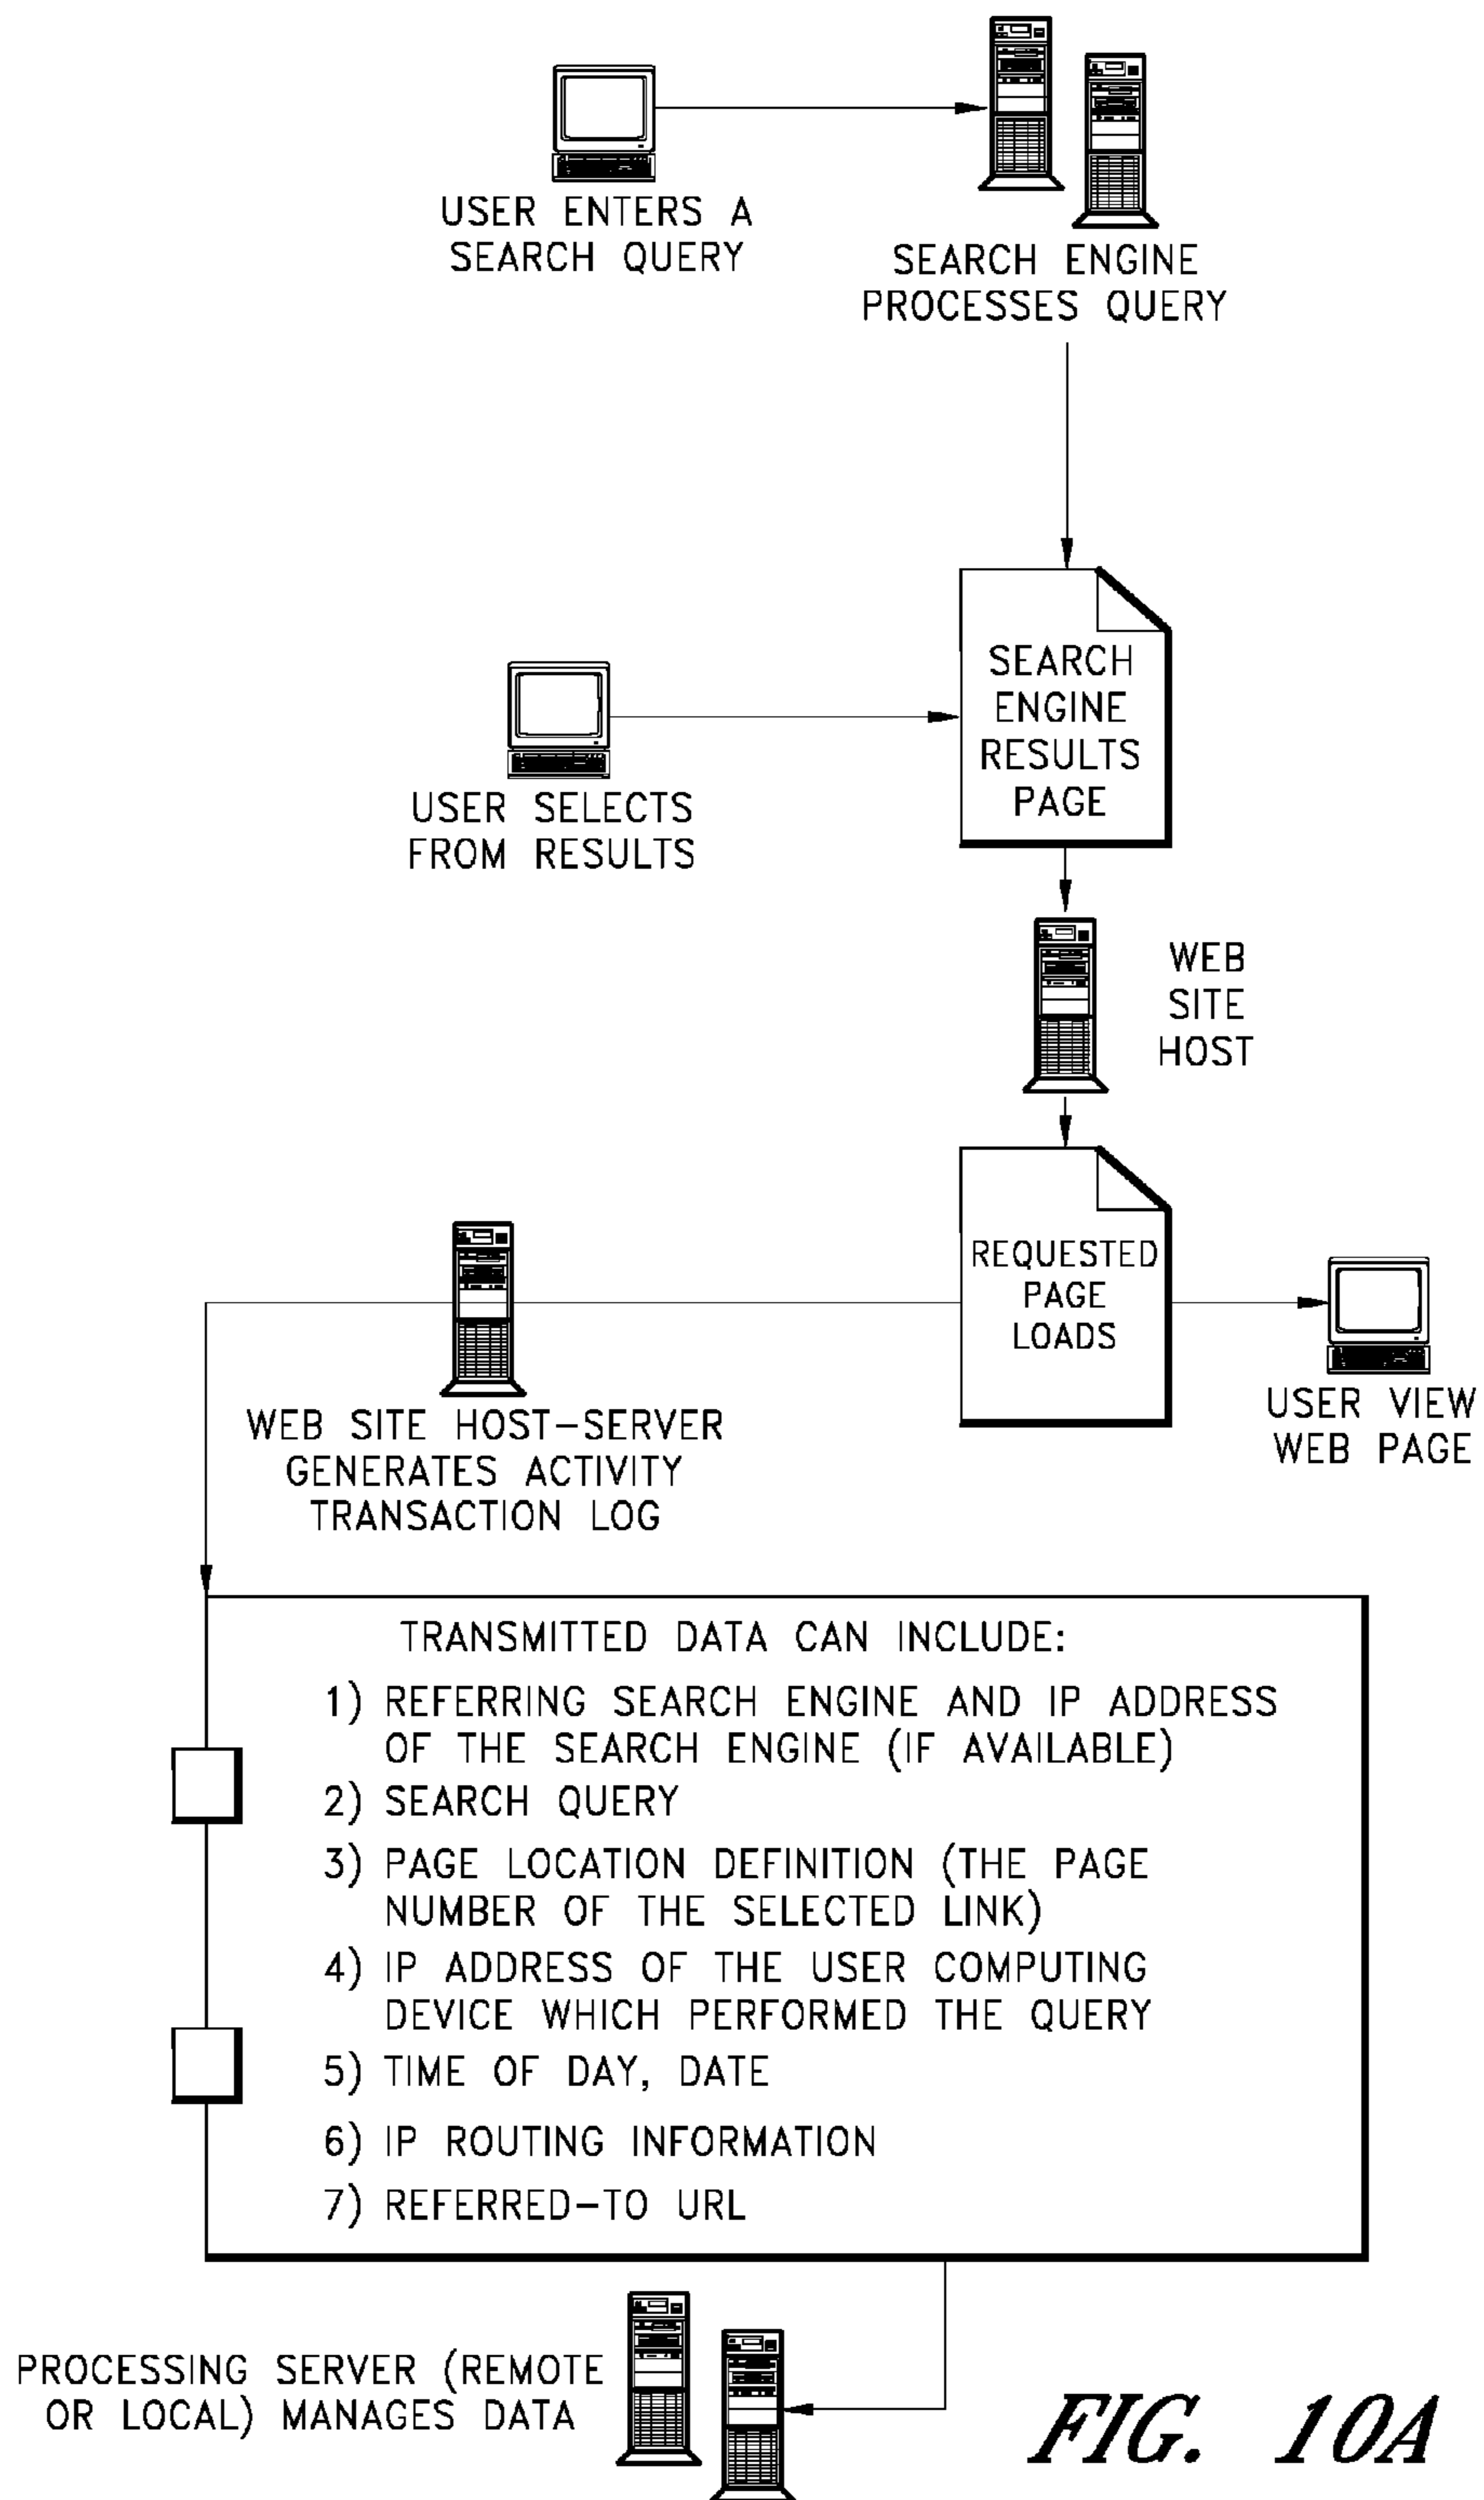 USER ENTERS A
SEARCH QUERY
SEARCH ENGINE
PROCESSES QUERY
SEARCH
ENGINE
RESULTS
PAGE
USER SELECTS
FROM RESULTS
WEB
SITE
HOST
REQUESTED
PAGE
LOADS
USER VIEW
WEB PAGE
WEB SITE HOST-SERVER
GENERATES ACTIVITY
TRANSACTION LOG
TRANSMITTED DATA CAN INCLUDE:
1) REFERRING SEARCH ENGINE AND IP ADDRESS
OF THE SEARCH ENGINE (IF AVAILABLE)
2) SEARCH QUERY
3) PAGE LOCATION DEFINITION (THE PAGE
NUMBER OF THE SELECTED LINK)
4) IP ADDRESS OF THE USER COMPUTING
DEVICE WHICH PERFORMED THE QUERY
5) TIME OF DAY, DATE
6) IP ROUTING INFORMATION
7) REFERRED-TO URL
PROCESSING SERVER (REMOTE
OR LOCAL) MANAGES DATA
FIG. 10A